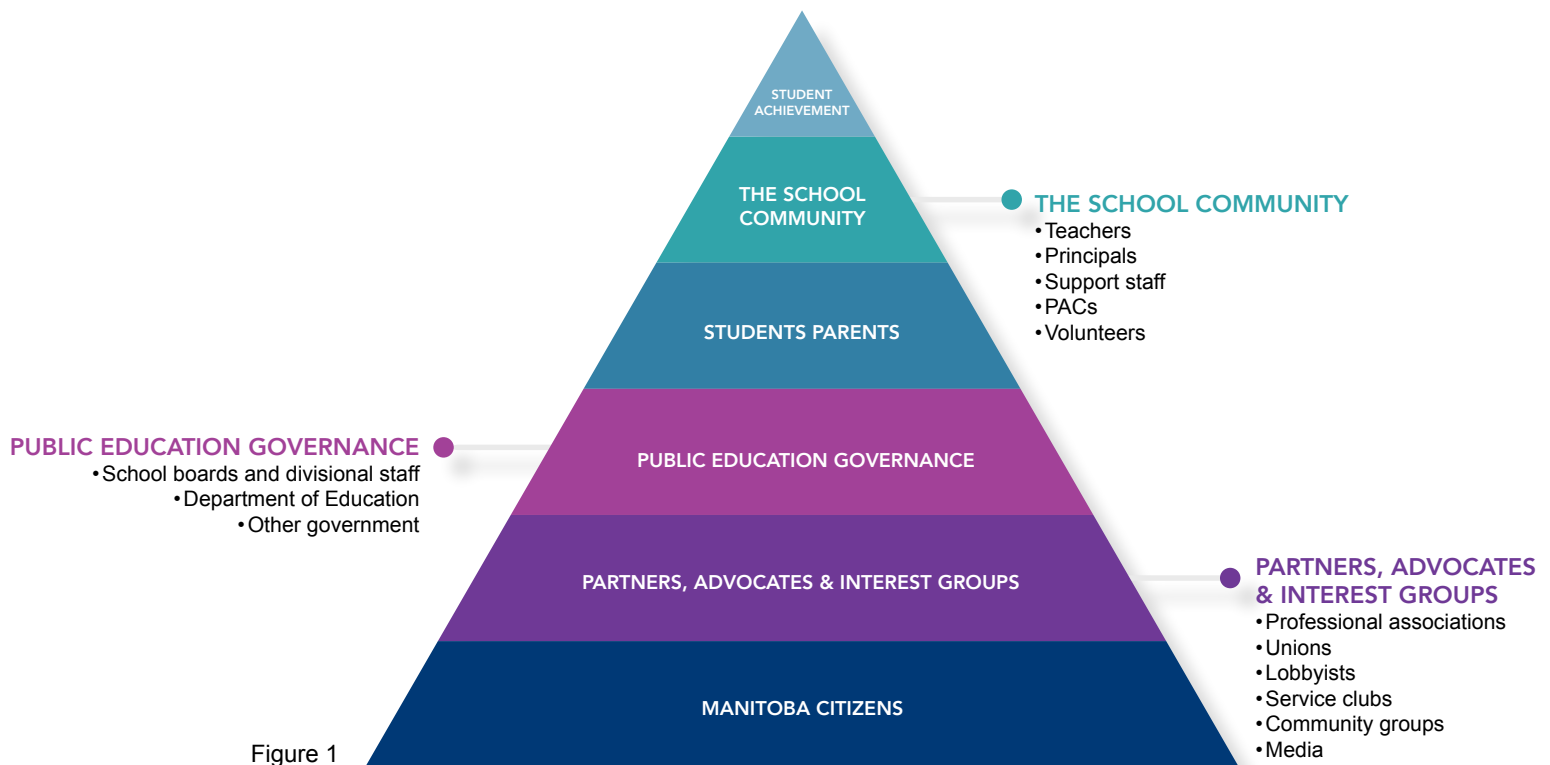 STUDENT
ACHIEVEMENT
THE SCHOOL
COMMUNITY
THE SCHOOL COMMUNITY
•Teachers
•Principals
•Support staff
•PACs
•Volunteers
STUDENTS PARENTS
PUBLIC EDUCATION GOVERNANCE
•School boards and divisional staff
•Department of Education
•Other government
PUBLIC EDUCATION GOVERNANCE
PARTNERS, ADVOCATES & INTEREST GROUPS
PARTNERS, ADVOCATES
& INTEREST GROUPS
•Professional associations
•Unions
•Lobbyists
•Service clubs
•Community groups
•Media
MANITOBA CITIZENS
Figure 1